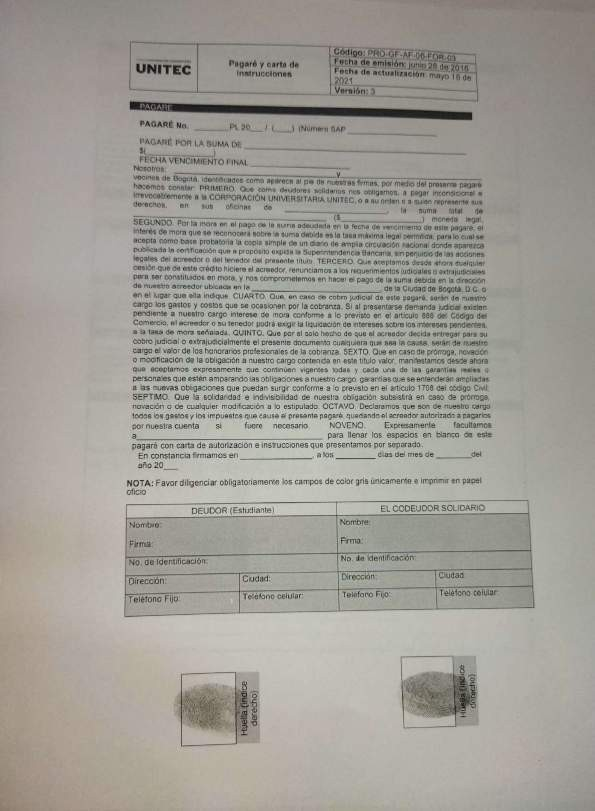 UNITEC
Pagaré y carta de
instrucciones
Código: PRO-GF-AF-06-FOR-03
Fecha de emisión: junio 28 de 2016
Fecha de actualización: mayo 18 de
2021
Versión: 3
PAGARÉ
PAGARÉ No. ______PL 20___ / (____) (Número SAP ______________
PAGARÉ POR LA SUMA DE ______________
$(______________)
FECHA VENCIMIENTO FINAL ______________
Nosotros: ______________y______________
vecinos de Bogotá, identificados como aparece al pie de nuestras firmas, por medio del presente pagaré
hacemos constar: PRIMERO. Que como deudores solidarios nos obligamos, a pagar incondicional e
irrevocablemente a la CORPORACIÓN UNIVERSITARIA UNITEC, o a su orden o a quien represente sus
derechos, en sus oficinas de ______________, la suma total de
______________ ($______________) moneda legal.
SEGUNDO. Por la mora en el pago de la suma adeudada en la fecha de vencimiento de este pagaré, el
interés de mora que se reconocerá sobre la suma debida es la tasa máxima legal permitida, para lo cual se
acepta como base probatoria la copia simple de un diario de amplia circulación nacional donde aparezca
publicada la certificación que a propósito expida la Superintendencia Bancaria, sin perjuicio de las acciones
legales del acreedor o del tenedor del presente título. TERCERO. Que aceptamos desde ahora cualquier
cesión que de este crédito hiciere el acreedor, renunciamos a los requerimientos judiciales o extrajudiciales
para ser constituidos en mora, y nos comprometemos en hacer el pago de la suma debida en la dirección
de nuestro acreedor ubicada en la ______________ de la Ciudad de Bogotá, D.C. o
en el lugar que ella indique. CUARTO. Que, en caso de cobro judicial de este pagaré, serán de nuestro
cargo los gastos y costos que se ocasionen por la cobranza. Si al presentarse demanda judicial existen
pendiente a nuestro cargo interese de mora conforme a lo previsto en el artículo 886 del Código del
Comercio, el acreedor o su tenedor podrá exigir la liquidación de intereses sobre los intereses pendientes,
a la tasa de mora señalada. QUINTO. Que por el solo hecho de que el acreedor decida entregar para su
cobro judicial o extrajudicialmente el presente documento cualquiera que sea la causa, serán de nuestro
cargo el valor de los honorarios profesionales de la cobranza. SEXTO. Que en caso de prórroga, novación
o modificación de la obligación a nuestro cargo contenida en este título valor, manifestamos desde ahora
que aceptamos expresamente que continúen vigentes todas y cada una de las garantías reales o
personales que estén amparando las obligaciones a nuestro cargo, garantías que se entenderán ampliadas
a las nuevas obligaciones que puedan surgir conforme a lo previsto en el artículo 1708 del código Civil.
SEPTIMO. Que la solidaridad e indivisibilidad de nuestra obligación subsistirá en caso de prórroga,
novación o de cualquier modificación a lo estipulado. OCTAVO. Declaramos que son de nuestro cargo
todos los gastos y los impuestos que cause el presente pagaré, quedando el acreedor autorizado a pagarlos
por nuestra cuenta si fuere necesario. NOVENO. Expresamente facultamos
a______________ para llenar los espacios en blanco de este
pagaré con carta de autorización e instrucciones que presentamos por separado.
En constancia firmamos en ____________, a los ________ días del mes de ________del
año 20___
NOTA: Favor diligenciar obligatoriamente los campos de color gris únicamente e imprimir en papel
oficio
DEUDOR (Estudiante) EL CODEUDOR SOLIDARIO
Nombre: Nombre:
Firma: Firma:
No. de Identificación: No. de Identificación:
Dirección: Ciudad: Dirección: Ciudad:
Teléfono Fijo: Teléfono celular: Teléfono Fijo: Teléfono celular:
Huella (índice
derecho)
Huella (índice
derecho)